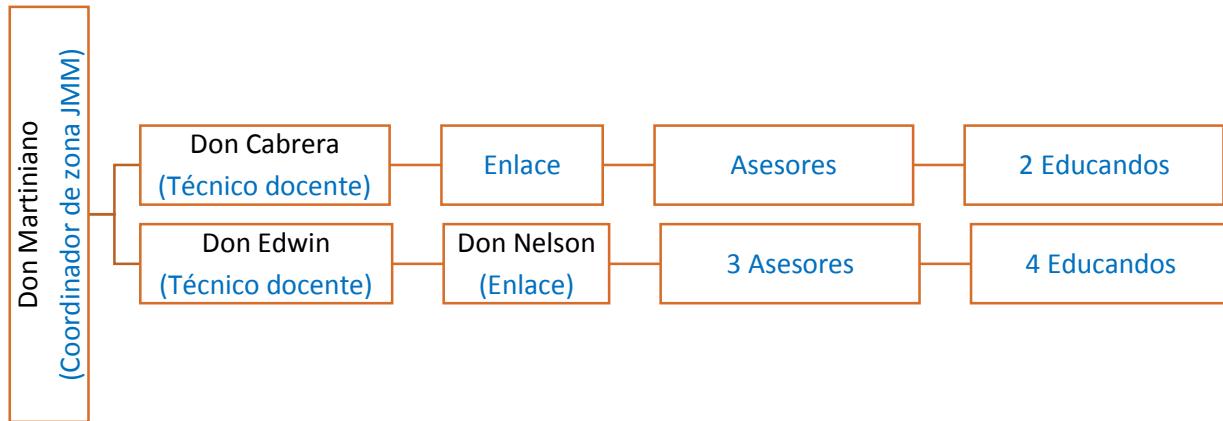 Don Martiniano
(Coordinador de zona JMM)
Don Cabrera
(Técnico docente)
Enlace
Asesores
2 Educandos
Don Edwin
(Técnico docente)
Don Nelson
(Enlace)
3 Asesores
4 Educandos